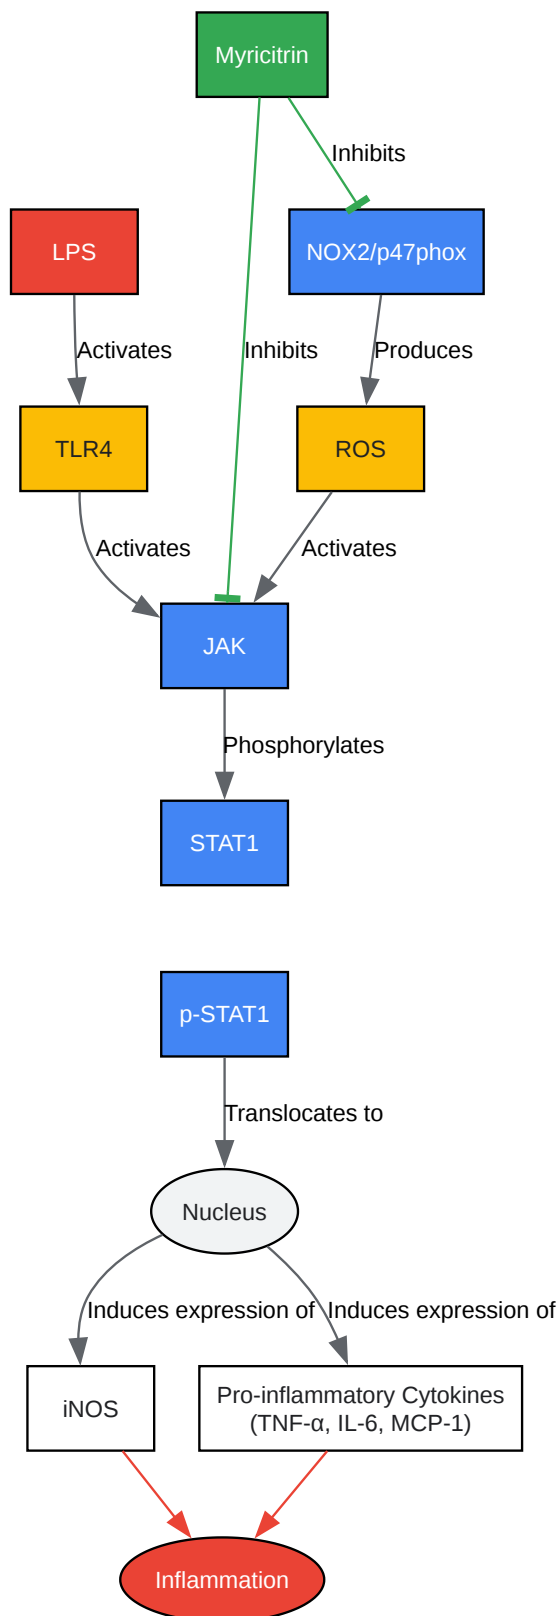 Myricitrin
Inhibits
LPS
NOX2/p47phox
Activates
Inhibits
Produces
TLR4
ROS
Activates
Activates
JAK
Phosphorylates
STAT1
p-STAT1
Translocates to
Nucleus
Induces expression of
Induces expression of
iNOS
Pro-inflammatory Cytokines
(TNF-α, IL-6, MCP-1)
Inflammation